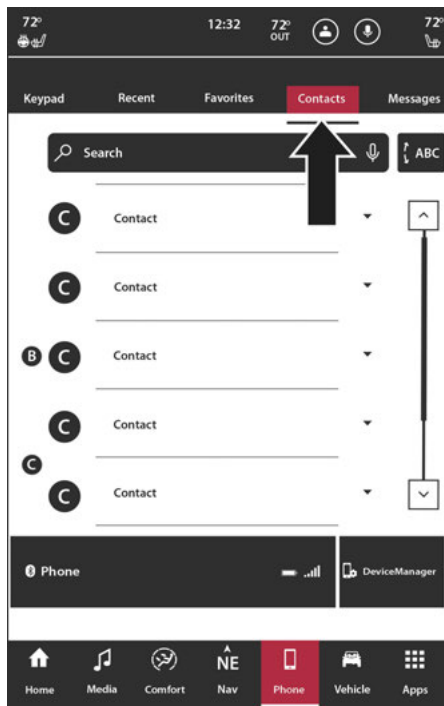 72° 12:32 72° OUT 72°
Keypad Recent Favorites Contacts Messages
Search ABC
C Contact
C Contact
B C Contact
C Contact
C
C Contact
Phone DeviceManager
NE
Home Media Comfort Nav Phone Vehicle Apps